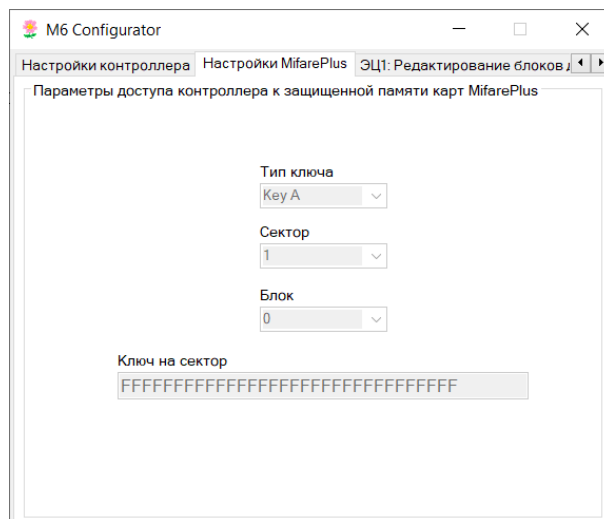 M6 Configurator
Настройки контроллера
Настройки MifarePlus
ЭЦ1: Редактирование блоков
Параметры доступа контроллера к защищенной памяти карт MifarePlus
Тип ключа
Key A
Сектор
1
Блок
0
Ключ на сектор
FFFFFFFFFFFFFFFFFFFFFFFFFFFFFFFF